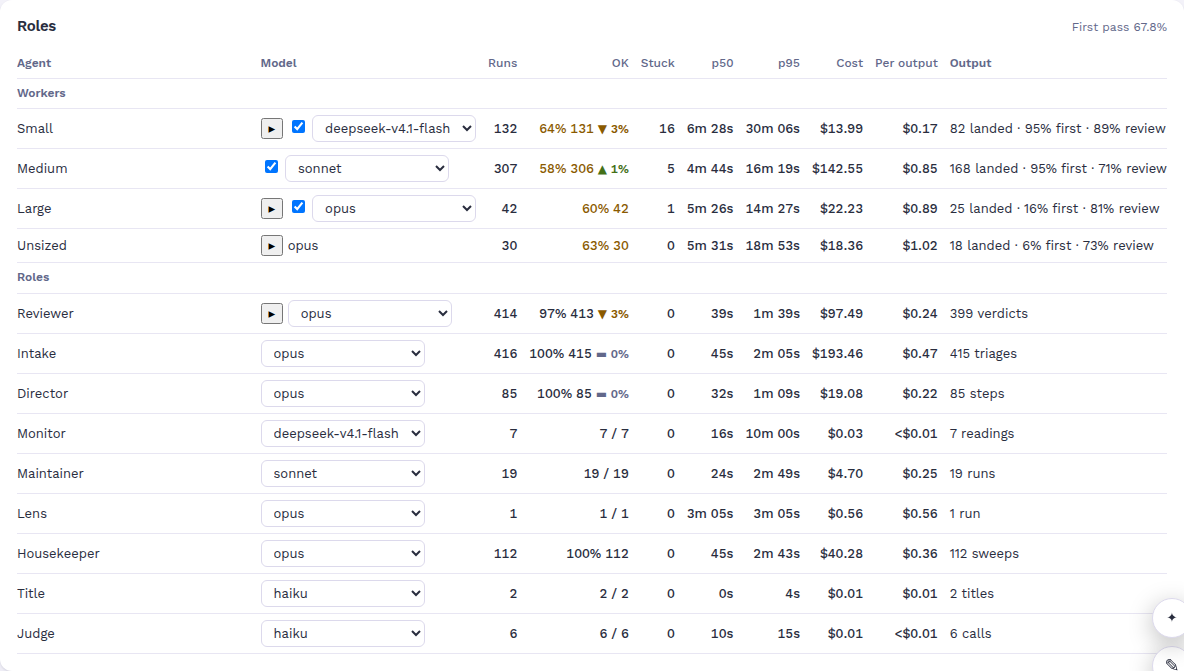 Roles First pass 67.8%
Agent Model Runs OK Stuck p50 p95 Cost Per output Output
Workers
Small ▶ deepseek-v4.1-flash 132 64% 131 ▼ 3% 16 6m 28s 30m 06s $13.99 $0.17 82 landed · 95% first · 89% review
Medium sonnet 307 58% 306 ▲ 1% 5 4m 44s 16m 19s $142.55 $0.85 168 landed · 95% first · 71% review
Large ▶ opus 42 60% 42 1 5m 26s 14m 27s $22.23 $0.89 25 landed · 16% first · 81% review
Unsized ▶ opus 30 63% 30 0 5m 31s 18m 53s $18.36 $1.02 18 landed · 6% first · 73% review
Roles
Reviewer ▶ opus 414 97% 413 ▼ 3% 0 39s 1m 39s $97.49 $0.24 399 verdicts
Intake opus 416 100% 415 ▬ 0% 0 45s 2m 05s $193.46 $0.47 415 triages
Director opus 85 100% 85 ▬ 0% 0 32s 1m 09s $19.08 $0.22 85 steps
Monitor deepseek-v4.1-flash 7 7 / 7 0 16s 10m 00s $0.03 <$0.01 7 readings
Maintainer sonnet 19 19 / 19 0 24s 2m 49s $4.70 $0.25 19 runs
Lens opus 1 1 / 1 0 3m 05s 3m 05s $0.56 $0.56 1 run
Housekeeper opus 112 100% 112 0 45s 2m 43s $40.28 $0.36 112 sweeps
Title haiku 2 2 / 2 0 0s 4s $0.01 $0.01 2 titles
Judge haiku 6 6 / 6 0 10s 15s $0.01 <$0.01 6 calls